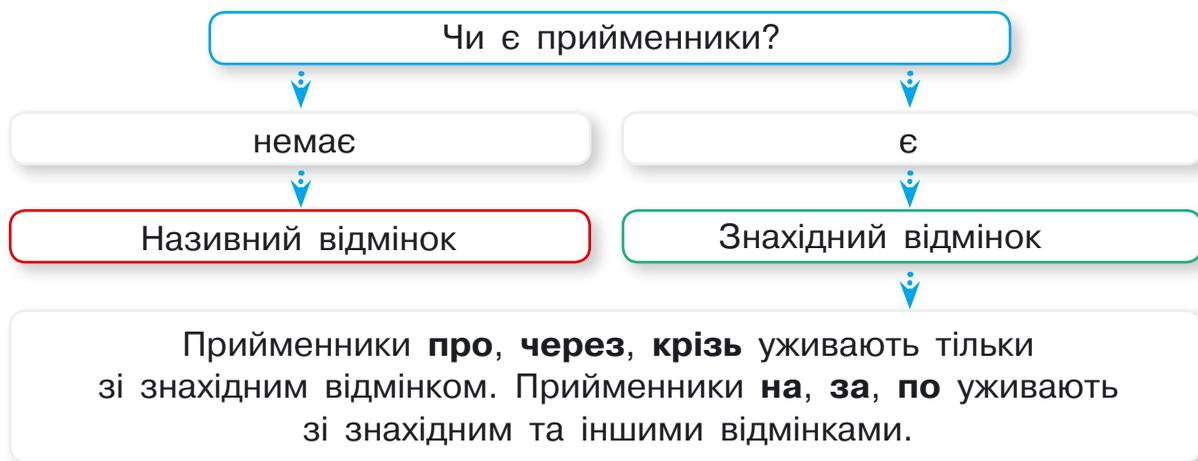 Чи є прийменники?
немає
є
Називний відмінок
Знахідний відмінок
Прийменники про, через, крізь уживають тільки
зі знахідним відмінком. Прийменники на, за, по уживають
зі знахідним та іншими відмінками.